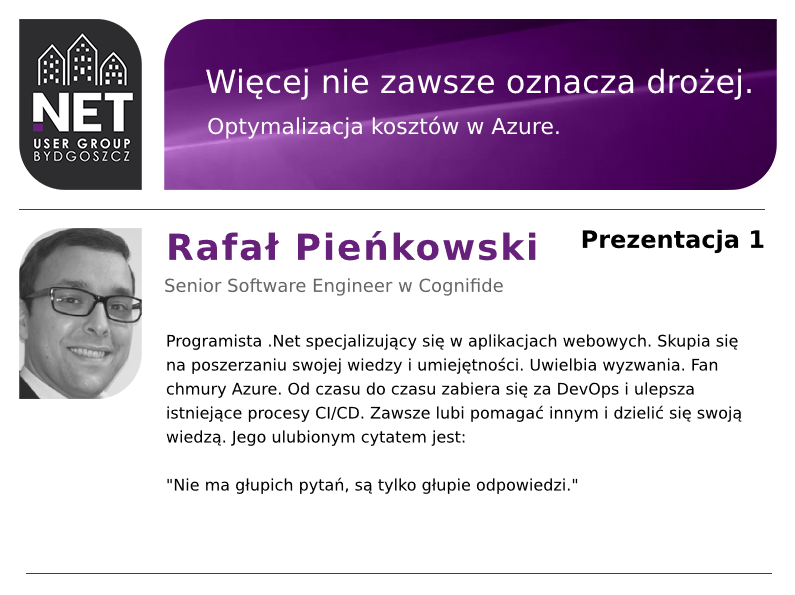 .NET
USER GROUP
BYDGOSZCZ
Więcej nie zawsze oznacza drożej.
Optymalizacja kosztów w Azure.
Rafał Pieńkowski
Prezentacja 1
Senior Software Engineer w Cognifide
Programista .Net specjalizujący się w aplikacjach webowych. Skupia się
na poszerzaniu swojej wiedzy i umiejętności. Uwielbia wyzwania. Fan
chmury Azure. Od czasu do czasu zabiera się za DevOps i ulepsza
istniejące procesy CI/CD. Zawsze lubi pomagać innym i dzielić się swoją
wiedzą. Jego ulubionym cytatem jest:
"Nie ma głupich pytań, są tylko głupie odpowiedzi."